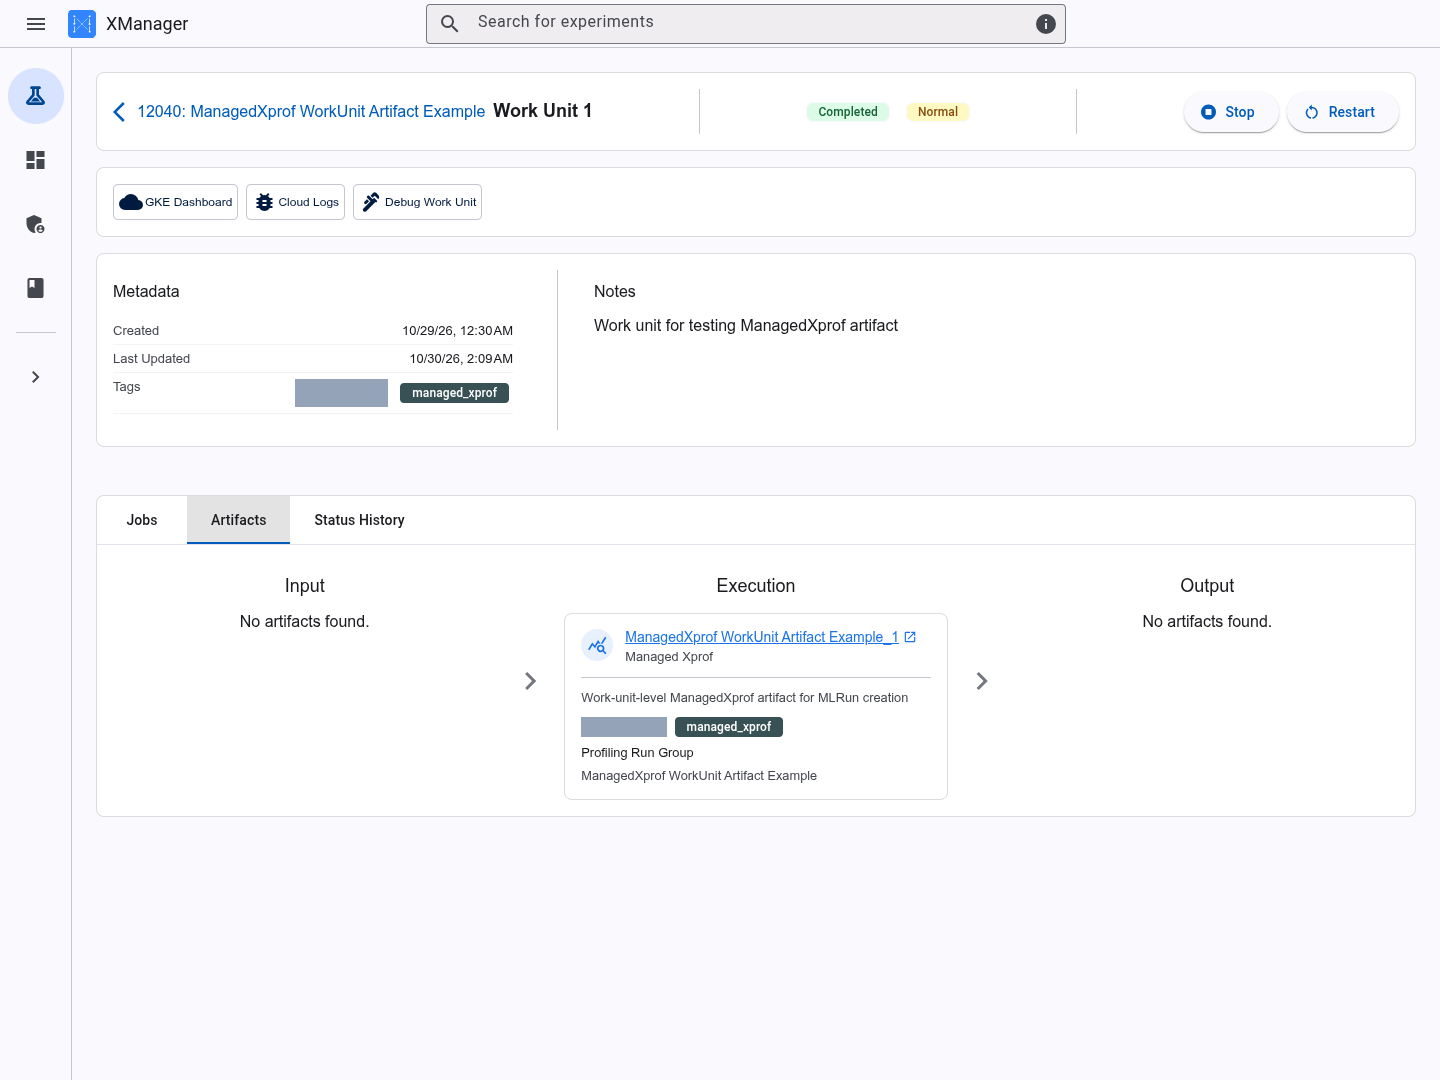 XManager
Search for experiments
12040: ManagedXprof WorkUnit Artifact Example Work Unit 1
Completed
Normal
Stop
Restart
GKE Dashboard
Cloud Logs
Debug Work Unit
Metadata
Created 10/29/26, 12:30 AM
Last Updated 10/30/26, 2:09 AM
Tags managed_xprof
Notes
Work unit for testing ManagedXprof artifact
Jobs
Artifacts
Status History
Input
No artifacts found.
Execution
ManagedXprof WorkUnit Artifact Example_1
Managed Xprof
Work-unit-level ManagedXprof artifact for MLRun creation
managed_xprof
Profiling Run Group
ManagedXprof WorkUnit Artifact Example
Output
No artifacts found.